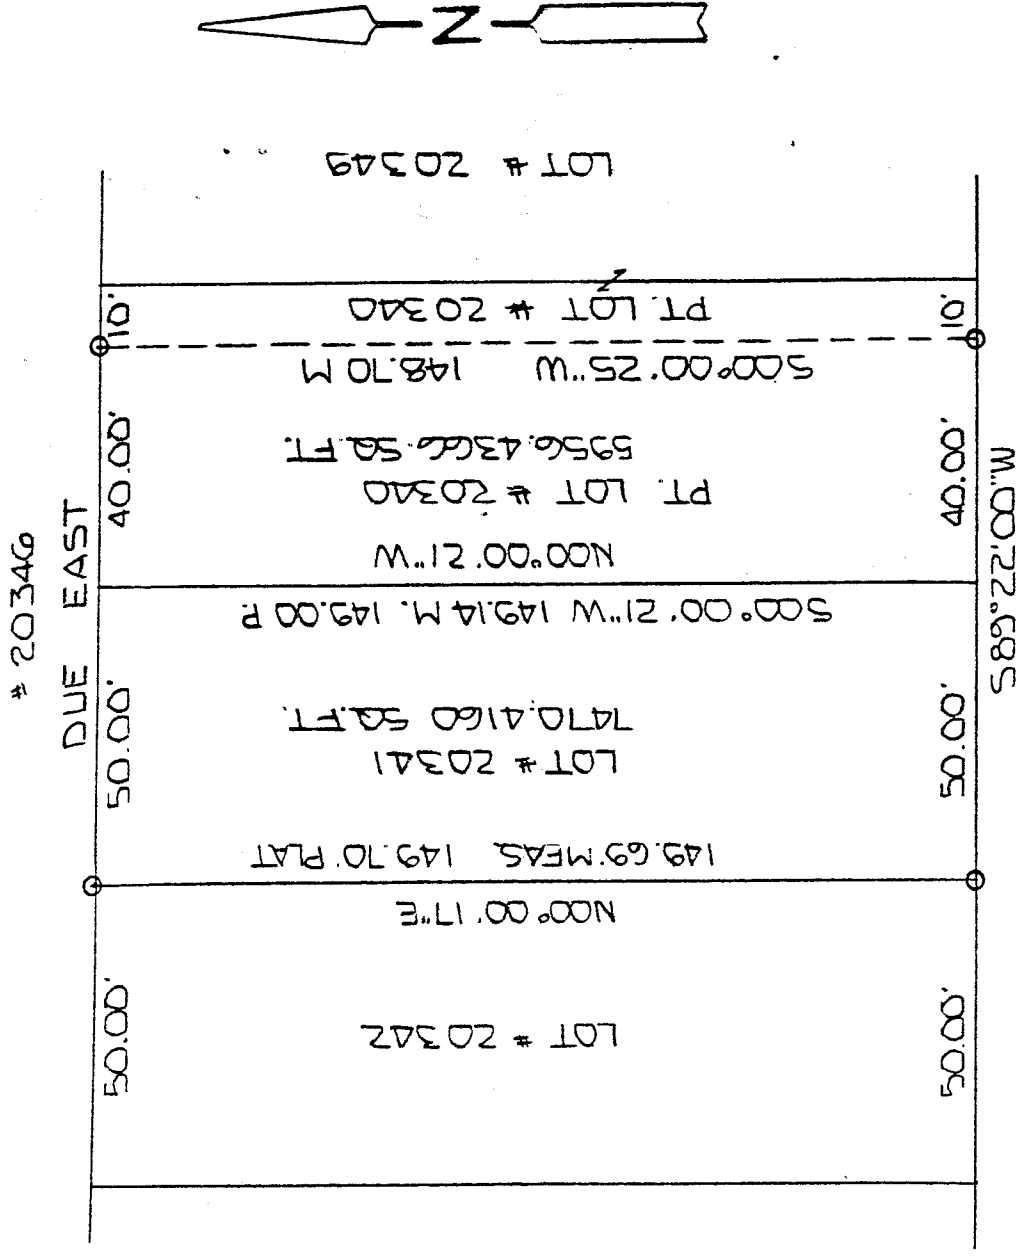 N
LOT # 20349
10'
PT. LOT # 20340
10'
S00°00'25"W 148.70 M
40.00'
5956.4366 SQ. FT.
PT. LOT # 20340
40.00'
N00°00'21"W
# 20346
DUE EAST
S89°22'00"W
S00°00'21"W 149.14 M. 149.00 P.
50.00'
7470.4160 SQ. FT.
LOT # 20341
50.00'
149.69' MEAS. 149.70' PLAT
N00°00'17"E
50.00'
LOT # 20342
50.00'